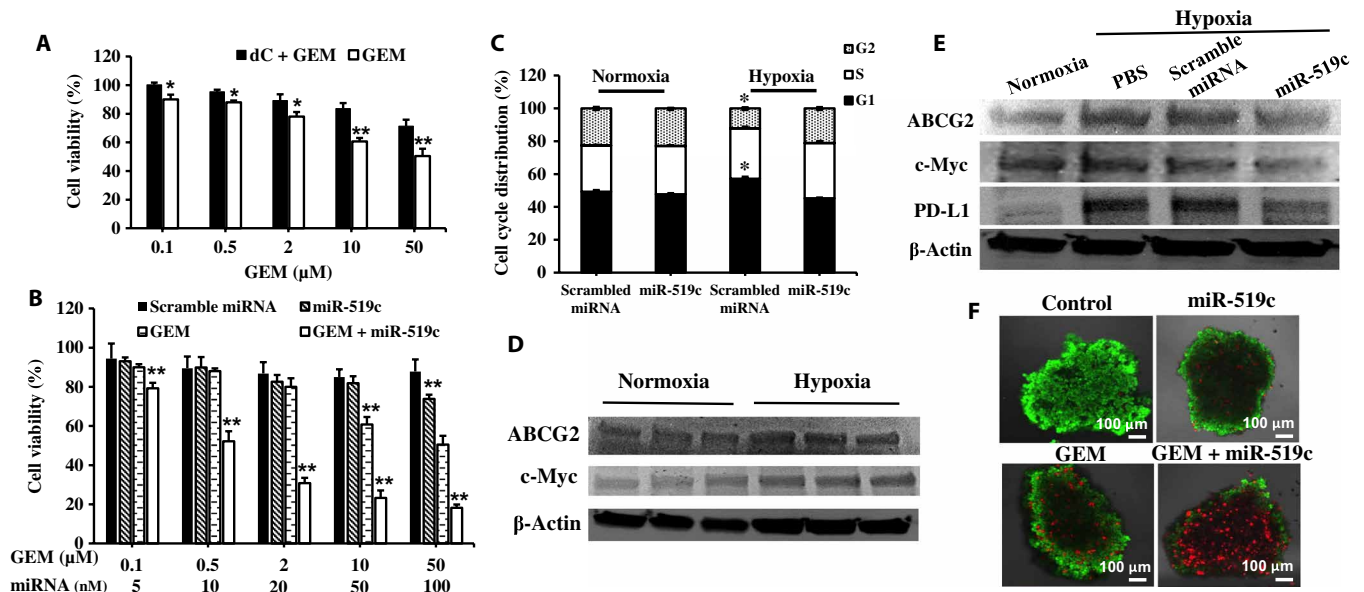 A
dC + GEM
GEM
Cell viability (%)
120
100
80
60
40
20
0
*
*
*
**
**
0.1 0.5 2 10 50
GEM (µM)
B
Scramble miRNA
miR-519c
GEM
GEM + miR-519c
Cell viability (%)
120
100
80
60
40
20
0
**
**
**
**
**
**
**
GEM (µM) 0.1 0.5 2 10 50
miRNA (nM) 5 10 20 50 100
C
G2
S
G1
Cell cycle distribution (%)
120
100
80
60
40
20
0
Normoxia
Hypoxia
*
*
Scrambled miR-519c Scrambled miR-519c
miRNA miRNA
D
Normoxia Hypoxia
ABCG2
c-Myc
β-Actin
E
Hypoxia
Normoxia
PBS
Scramble
miRNA
miR-519c
ABCG2
c-Myc
PD-L1
β-Actin
F
Control
100 µm
miR-519c
100 µm
GEM
100 µm
GEM + miR-519c
100 µm